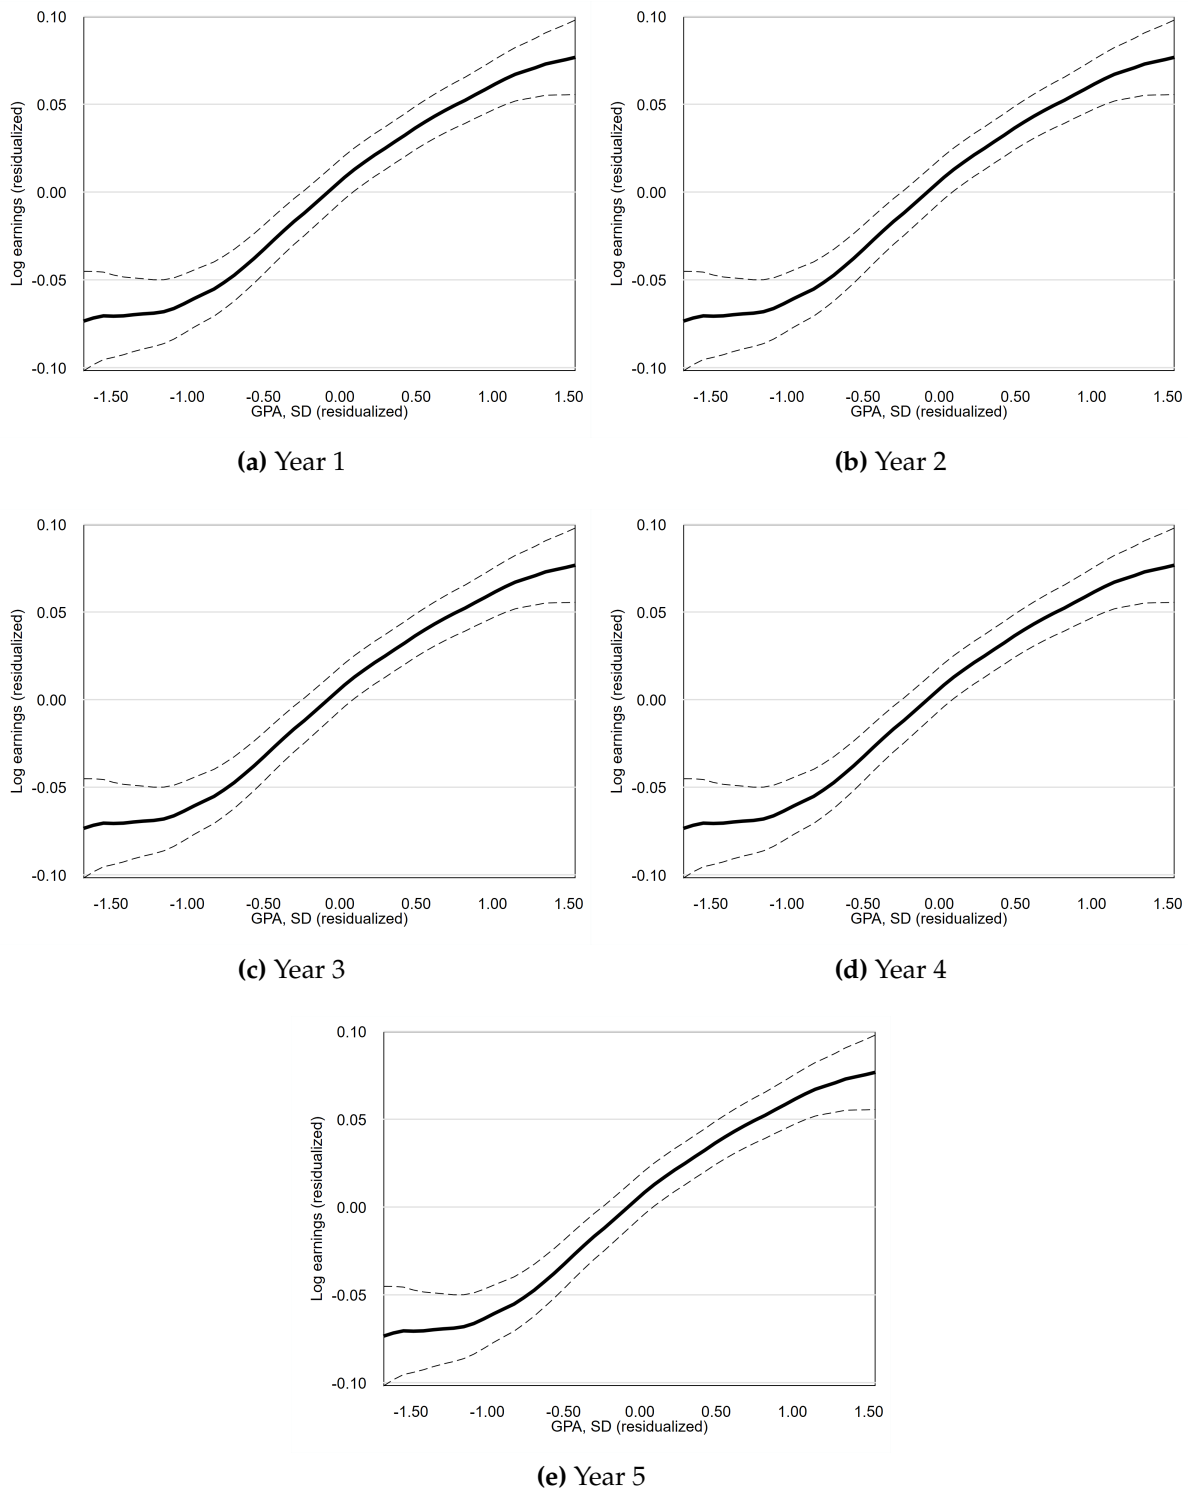 0.10
0.05
0.00
-0.05
-0.10
Log earnings (residualized)
-1.50 -1.00 -0.50 0.00 0.50 1.00 1.50
GPA, SD (residualized)
(a) Year 1
0.10
0.05
0.00
-0.05
-0.10
Log earnings (residualized)
-1.50 -1.00 -0.50 0.00 0.50 1.00 1.50
GPA, SD (residualized)
(b) Year 2
0.10
0.05
0.00
-0.05
-0.10
Log earnings (residualized)
-1.50 -1.00 -0.50 0.00 0.50 1.00 1.50
GPA, SD (residualized)
(c) Year 3
0.10
0.05
0.00
-0.05
-0.10
Log earnings (residualized)
-1.50 -1.00 -0.50 0.00 0.50 1.00 1.50
GPA, SD (residualized)
(d) Year 4
0.10
0.05
0.00
-0.05
-0.10
Log earnings (residualized)
-1.50 -1.00 -0.50 0.00 0.50 1.00 1.50
GPA, SD (residualized)
(e) Year 5